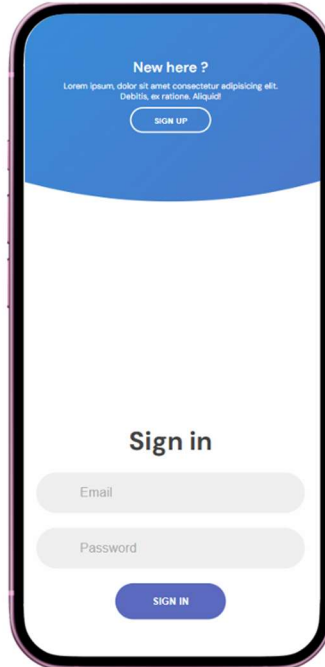 New here ?
Lorem ipsum, dolor sit amet consectetur adipisicing elit.
Debitis, ex ratione. Aliquid!
SIGN UP
Sign in
Email
Password
SIGN IN